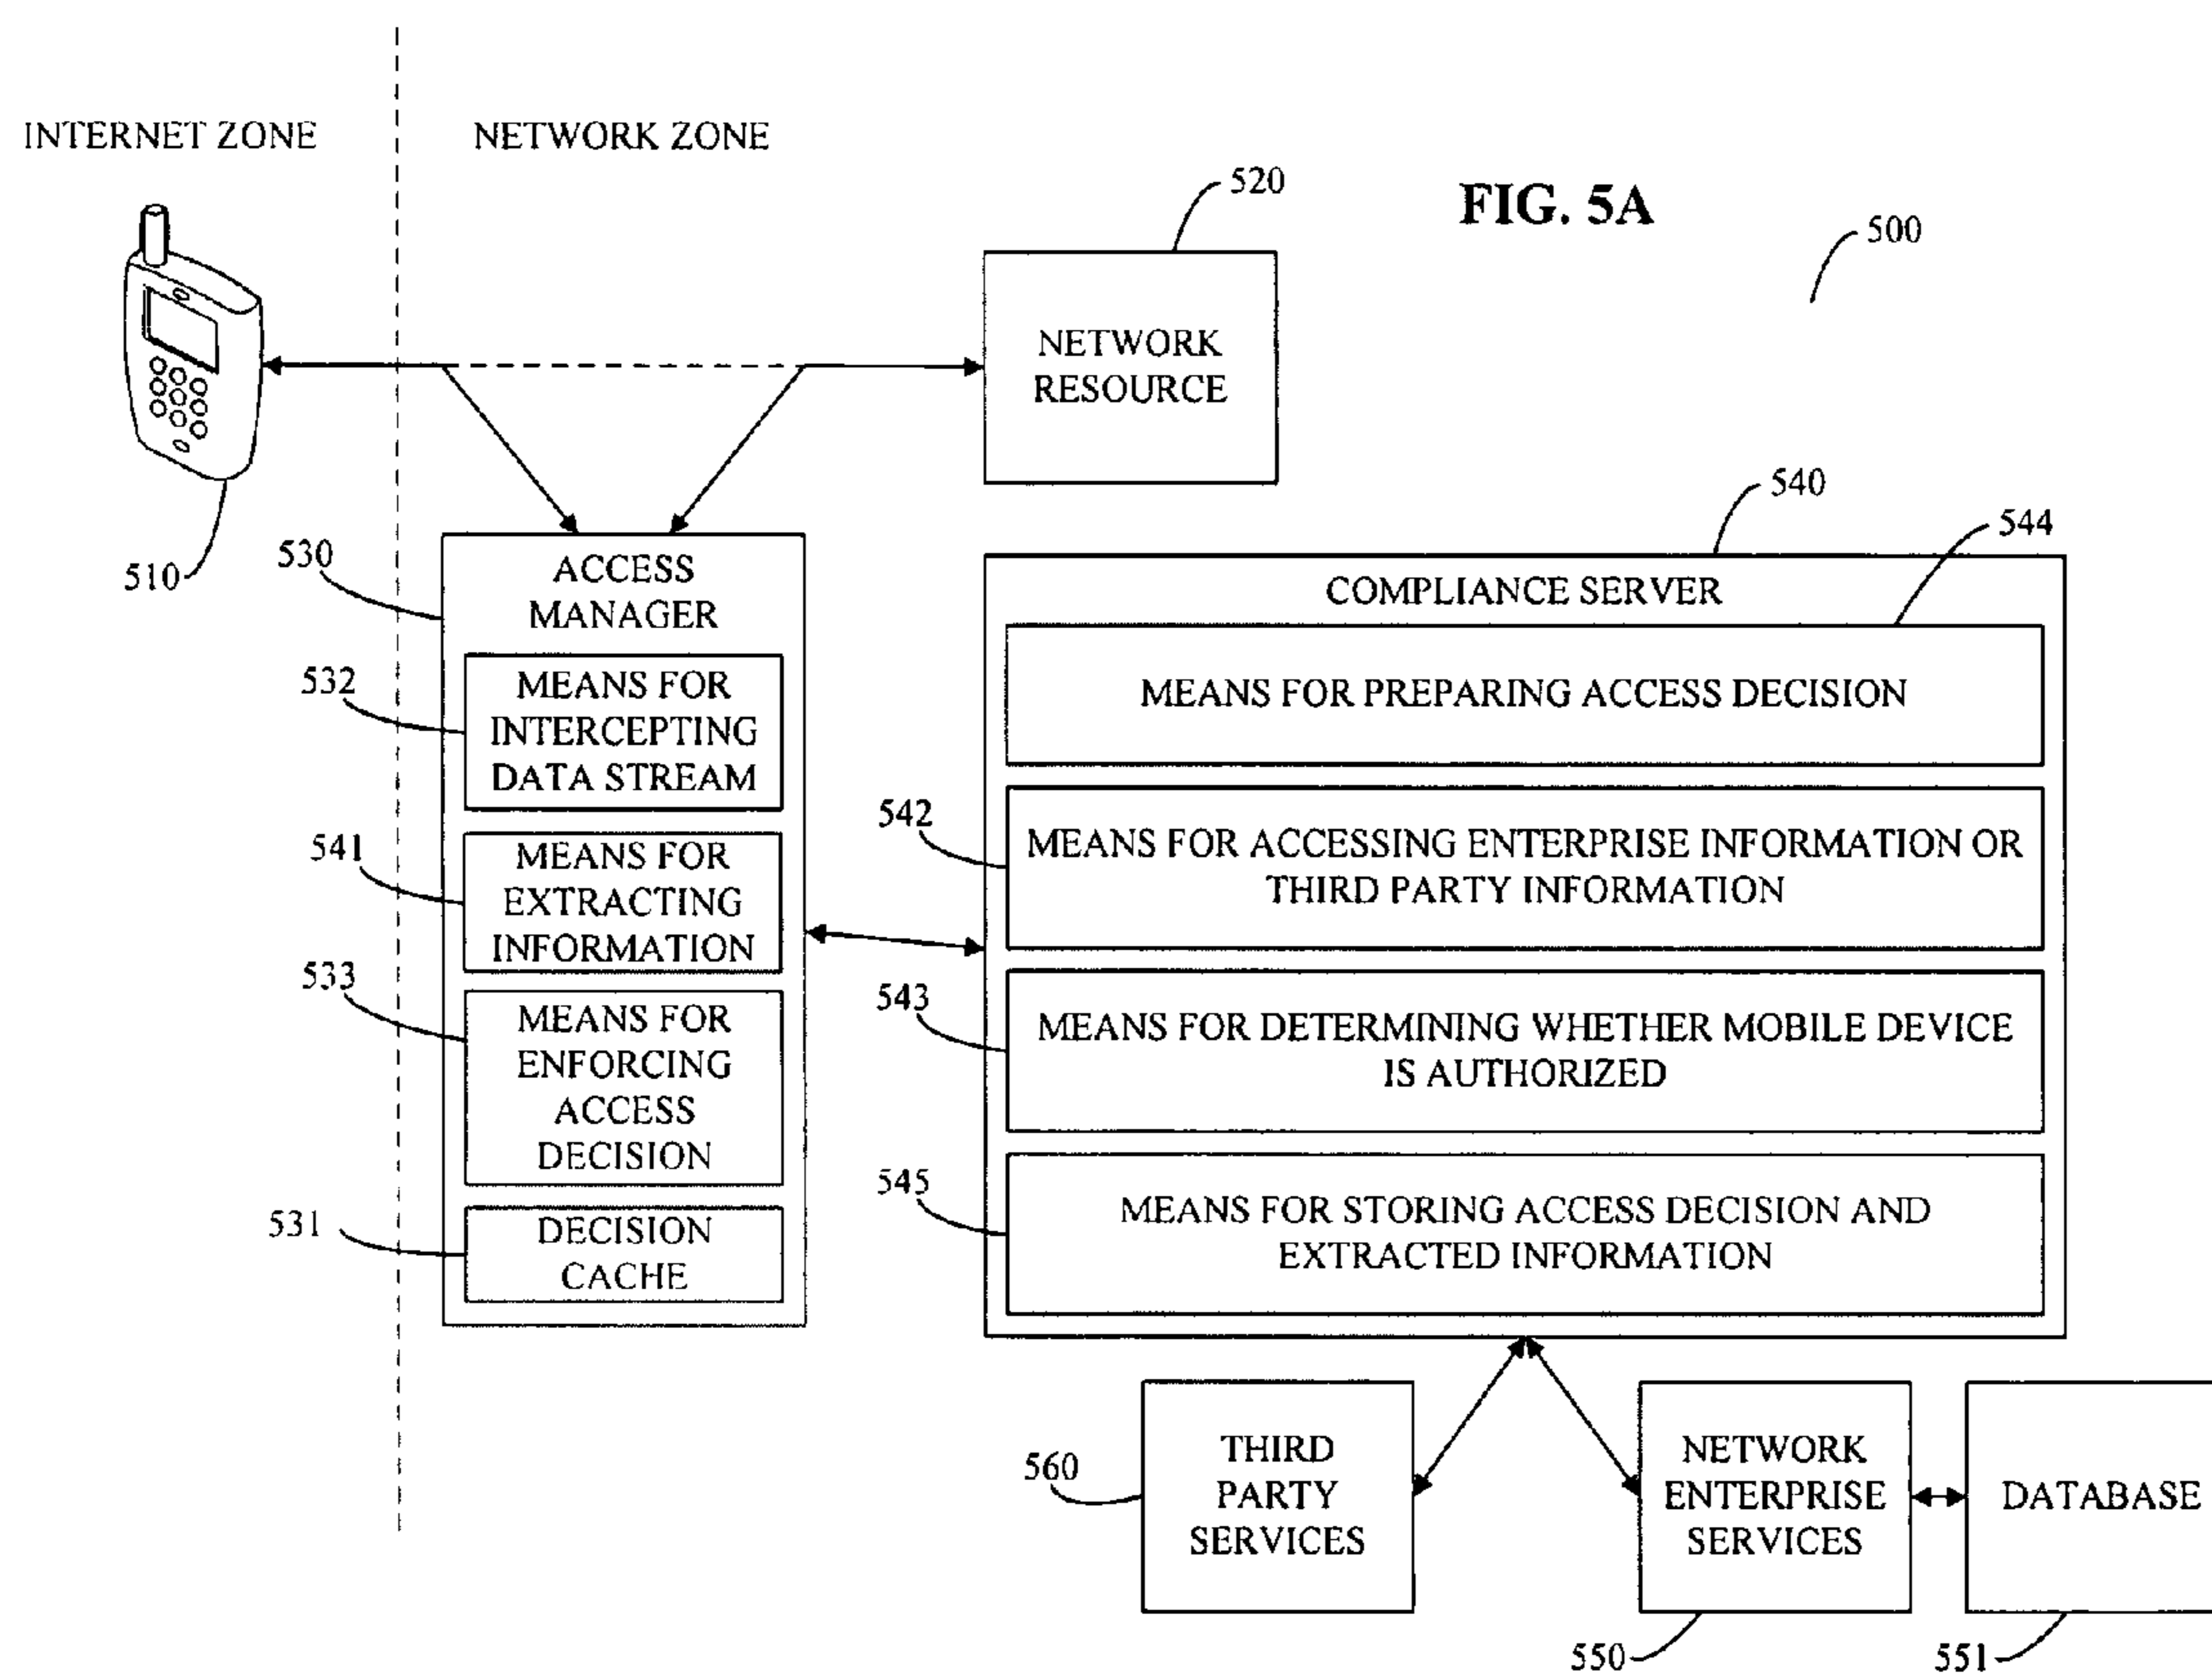 INTERNET ZONE
NETWORK ZONE
FIG. 5A
500
520
NETWORK
RESOURCE
510
530
ACCESS
MANAGER
532
MEANS FOR
INTERCEPTING
DATA STREAM
541
MEANS FOR
EXTRACTING
INFORMATION
533
MEANS FOR
ENFORCING
ACCESS
DECISION
531
DECISION
CACHE
540
544
COMPLIANCE SERVER
MEANS FOR PREPARING ACCESS DECISION
542
MEANS FOR ACCESSING ENTERPRISE INFORMATION OR
THIRD PARTY INFORMATION
543
MEANS FOR DETERMINING WHETHER MOBILE DEVICE
IS AUTHORIZED
545
MEANS FOR STORING ACCESS DECISION AND
EXTRACTED INFORMATION
560
THIRD
PARTY
SERVICES
NETWORK
ENTERPRISE
SERVICES
550
DATABASE
551